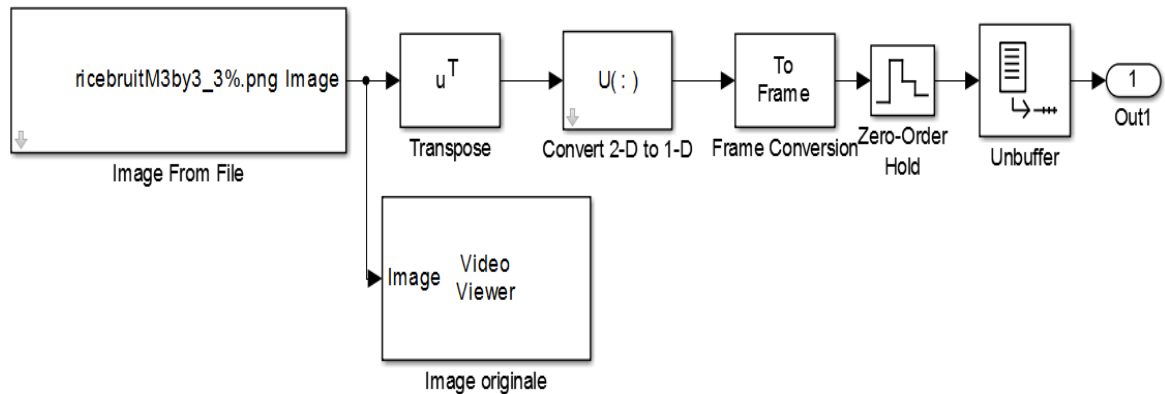 ricebruitM3by3_3%.png Image
Image From File
u^T
Transpose
U( : )
Convert 2-D to 1-D
To
Frame
Frame Conversion
Zero-Order
Hold
Unbuffer
1
Out1
Image
Video
Viewer
Image originale